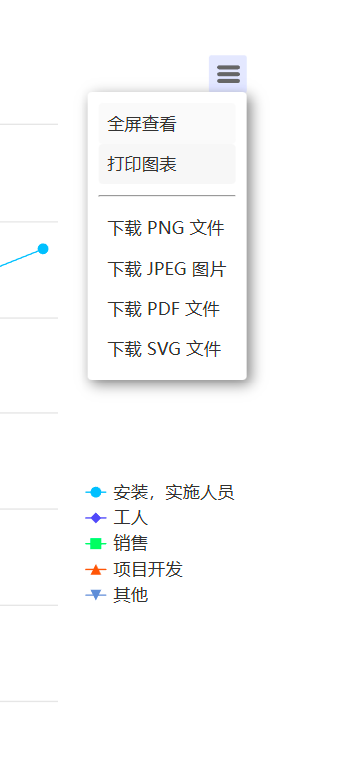 全屏查看
打印图表
下载 PNG 文件
下载 JPEG 图片
下载 PDF 文件
下载 SVG 文件
安装，实施人员
工人
销售
项目开发
其他